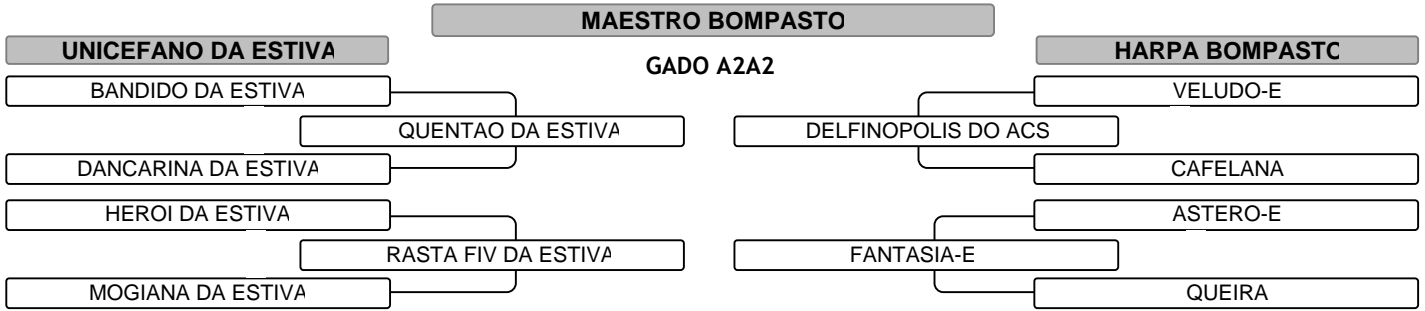 MAESTRO BOMPASTO
UNICEFANO DA ESTIVA
HARPA BOMPASTO
GADO A2A2
BANDIDO DA ESTIVA
VELUDO-E
QUENTAO DA ESTIVA
DELFINOPOLIS DO ACS
DANCARINA DA ESTIVA
CAFELANA
HEROI DA ESTIVA
ASTERO-E
RASTA FIV DA ESTIVA
FANTASIA-E
MOGIANA DA ESTIVA
QUEIRA